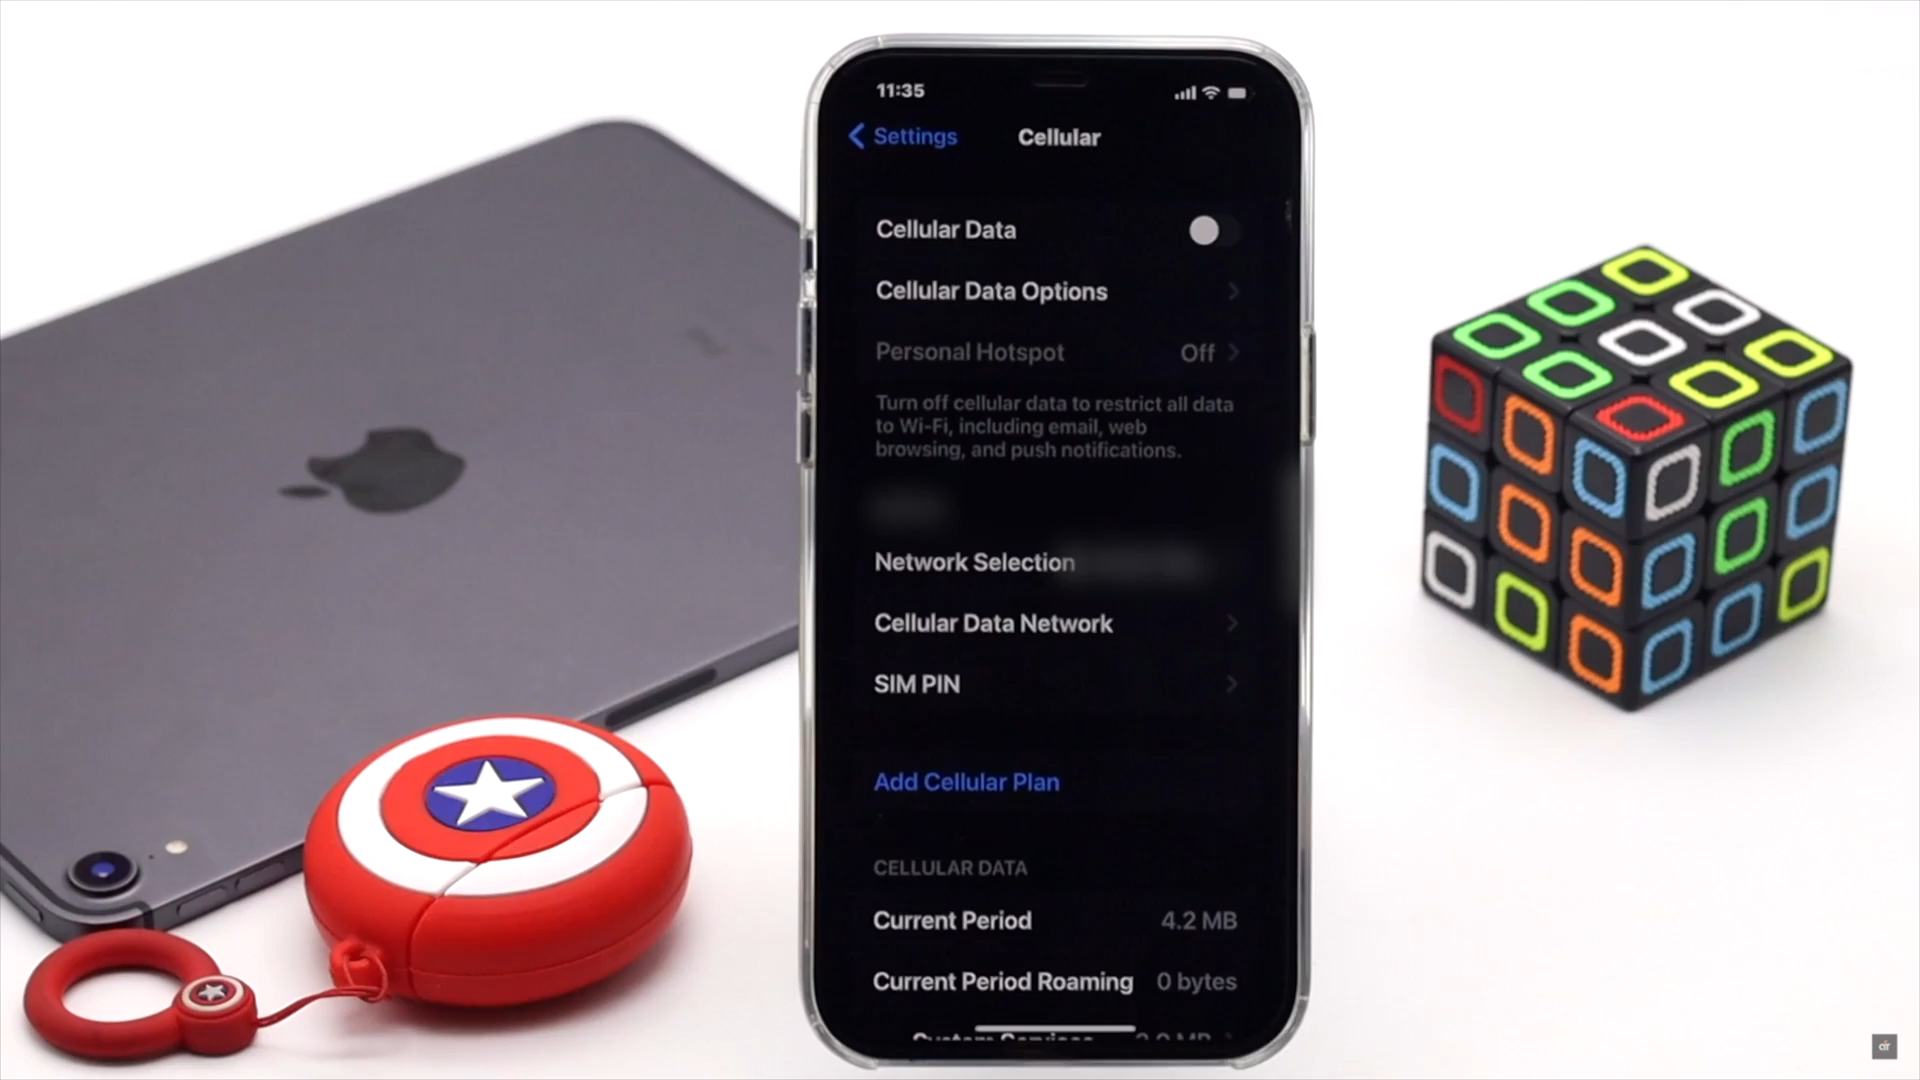 11:35
Settings
Cellular
Cellular Data
Cellular Data Options
Personal Hotspot Off
Turn off cellular data to restrict all data
to Wi-Fi, including email, web
browsing, and push notifications.
Network Selection
Cellular Data Network
SIM PIN
Add Cellular Plan
CELLULAR DATA
Current Period 4.2 MB
Current Period Roaming 0 bytes
System Services